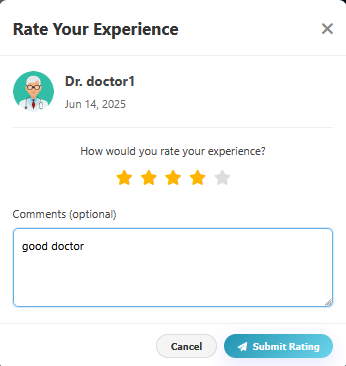 Rate Your Experience
Dr. doctor1
Jun 14, 2025
How would you rate your experience?
Comments (optional)
good doctor
Cancel
Submit Rating